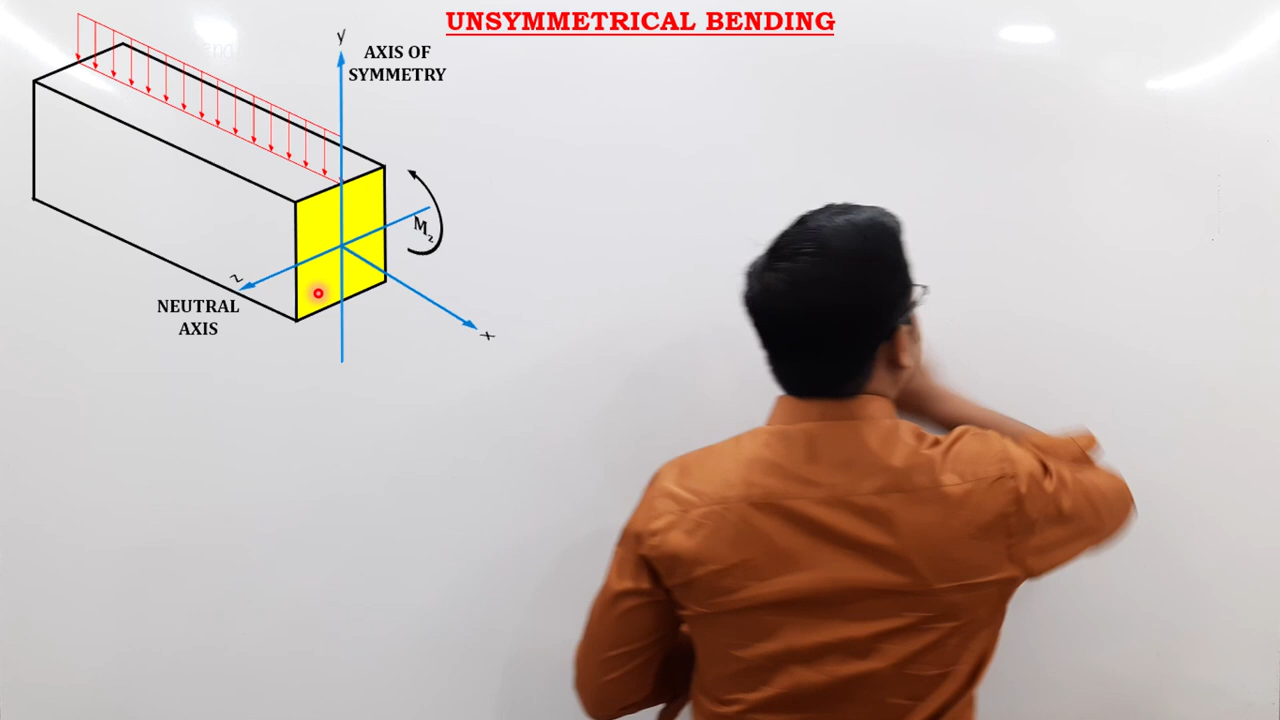 UNSYMMETRICAL BENDING
y
AXIS OF
SYMMETRY
Mz
z
NEUTRAL
AXIS
x